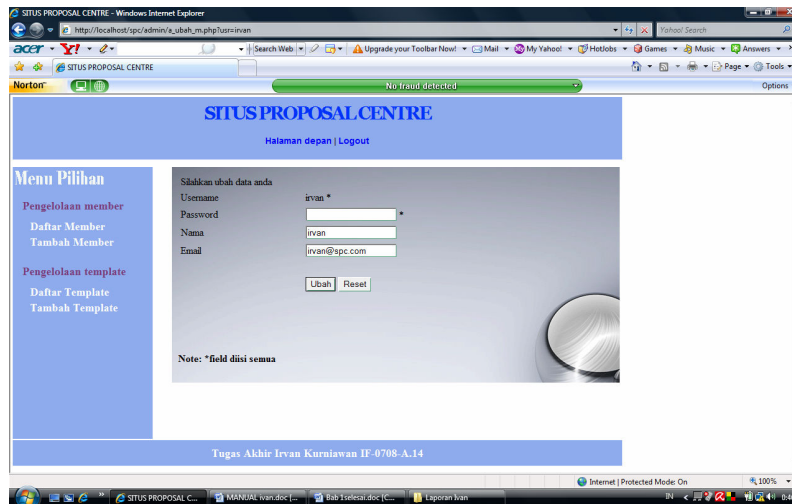 SITUS PROPOSAL CENTRE - Windows Internet Explorer
http://localhost/spc/admin/a_ubah_m.php?usr=irvan
Yahoo! Search
acer Y! Search Web Upgrade your Toolbar Now! Mail My Yahoo! HotJobs Games Music Answers
SITUS PROPOSAL CENTRE Page Tools
Norton No fraud detected Options
SITUS PROPOSAL CENTRE
Halaman depan | Logout
Menu Pilihan
Pengelolaan member
Daftar Member
Tambah Member
Pengelolaan template
Daftar Template
Tambah Template
Silahkan ubah data anda
Username irvan *
Password *
Nama irvan
Email irvan@spc.com
Ubah Reset
Note: *field diisi semua
Tugas Akhir Irvan Kurniawan IF-0708-A.14
Internet | Protected Mode: On 100%
SITUS PROPOSAL C... MANUAL ivan.doc [... Bab 1selesai.doc [C... Laporan Ivan IN